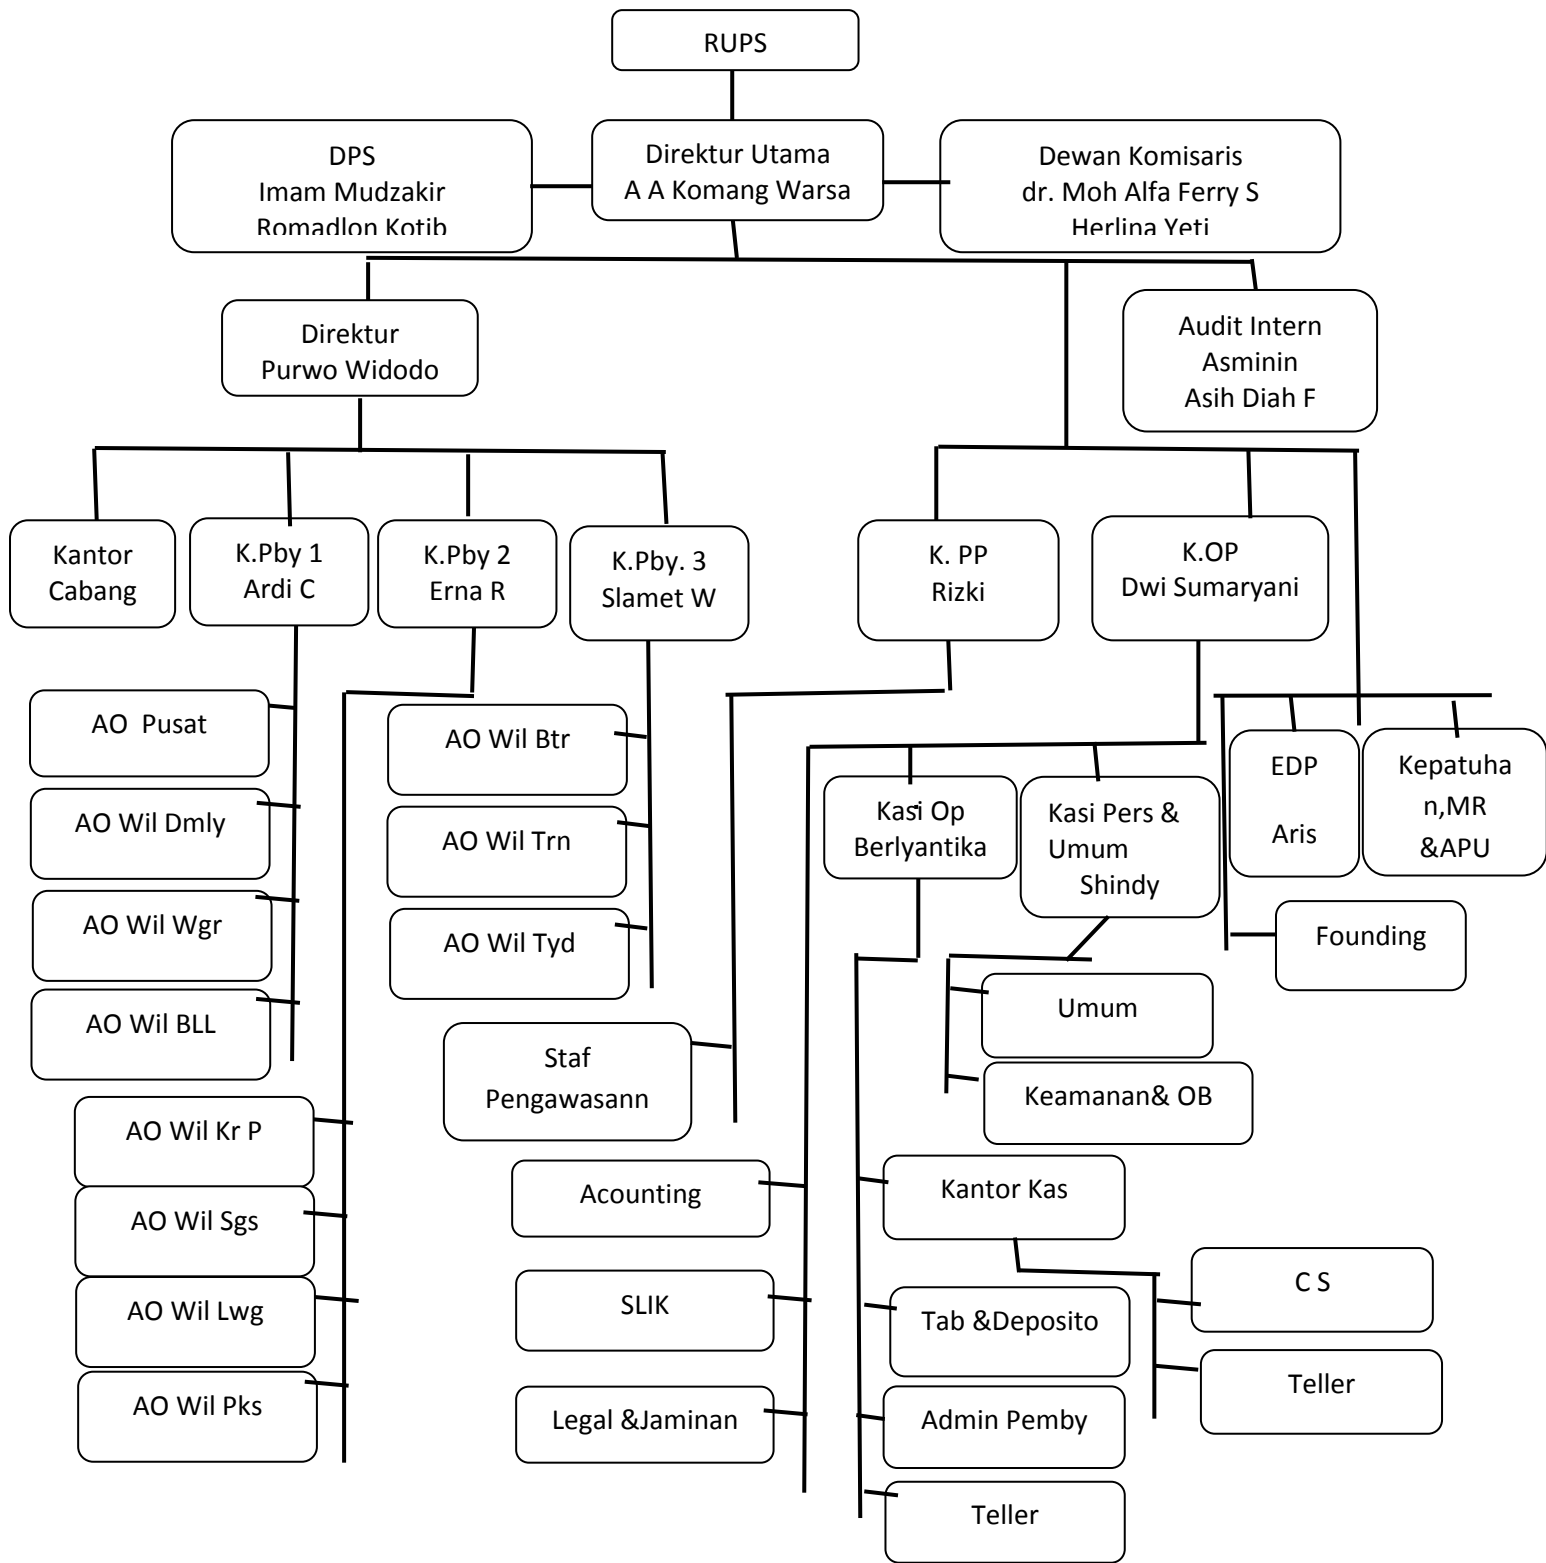 RUPS
DPS
Imam Mudzakir
Romadlon Kotib
Direktur Utama
A A Komang Warsa
Dewan Komisaris
dr. Moh Alfa Ferry S
Herlina Yeti
Direktur
Purwo Widodo
Audit Intern
Asminin
Asih Diah F
Kantor
Cabang
K.Pby 1
Ardi C
K.Pby 2
Erna R
K.Pby. 3
Slamet W
K. PP
Rizki
K.OP
Dwi Sumaryani
AO Pusat
AO Wil Dmly
AO Wil Wgr
AO Wil BLL
AO Wil Btr
AO Wil Trn
AO Wil Tyd
Kasi Op
Berlyantika
Kasi Pers &
Umum
Shindy
EDP
Aris
Kepatuha
n,MR
&APU
Founding
Umum
Keamanan& OB
Staf
Pengawasann
AO Wil Kr P
AO Wil Sgs
AO Wil Lwg
AO Wil Pks
Acounting
SLIK
Legal &Jaminan
Kantor Kas
Tab &Deposito
Admin Pemby
Teller
C S
Teller